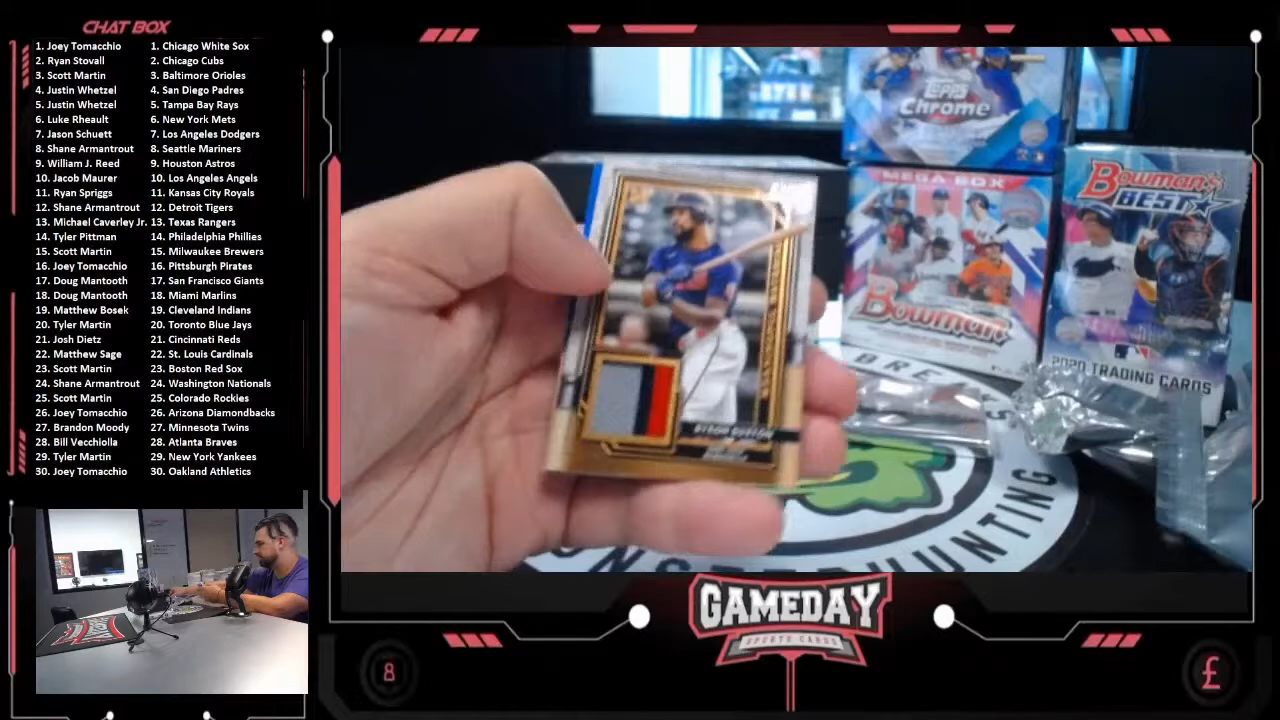 CHAT BOX
1. Joey Tomacchio 1. Chicago White Sox
2. Ryan Stovall 2. Chicago Cubs
3. Scott Martin 3. Baltimore Orioles
4. Justin Whetzel 4. San Diego Padres
5. Justin Whetzel 5. Tampa Bay Rays
6. Luke Rheault 6. New York Mets
7. Jason Schuett 7. Los Angeles Dodgers
8. Shane Armantrout 8. Seattle Mariners
9. William J. Reed 9. Houston Astros
10. Jacob Maurer 10. Los Angeles Angels
11. Ryan Spriggs 11. Kansas City Royals
12. Shane Armantrout 12. Detroit Tigers
13. Michael Caverley Jr. 13. Texas Rangers
14. Tyler Pittman 14. Philadelphia Phillies
15. Scott Martin 15. Milwaukee Brewers
16. Joey Tomacchio 16. Pittsburgh Pirates
17. Doug Mantooth 17. San Francisco Giants
18. Doug Mantooth 18. Miami Marlins
19. Matthew Bosek 19. Cleveland Indians
20. Tyler Martin 20. Toronto Blue Jays
21. Josh Dietz 21. Cincinnati Reds
22. Matthew Sage 22. St. Louis Cardinals
23. Scott Martin 23. Boston Red Sox
24. Shane Armantrout 24. Washington Nationals
25. Scott Martin 25. Colorado Rockies
26. Joey Tomacchio 26. Arizona Diamondbacks
27. Brandon Moody 27. Minnesota Twins
28. Bill Vecchiolla 28. Atlanta Braves
29. Tyler Martin 29. New York Yankees
30. Joey Tomacchio 30. Oakland Athletics
TOPPS
Chrome
MEGA BOX
Bowman
Bowman's
BEST
2020 TRADING CARDS
BYRON BUXTON
BREAKS
MONSTERHUNTING
GAMEDAY
SPORTS CARDS
8
£